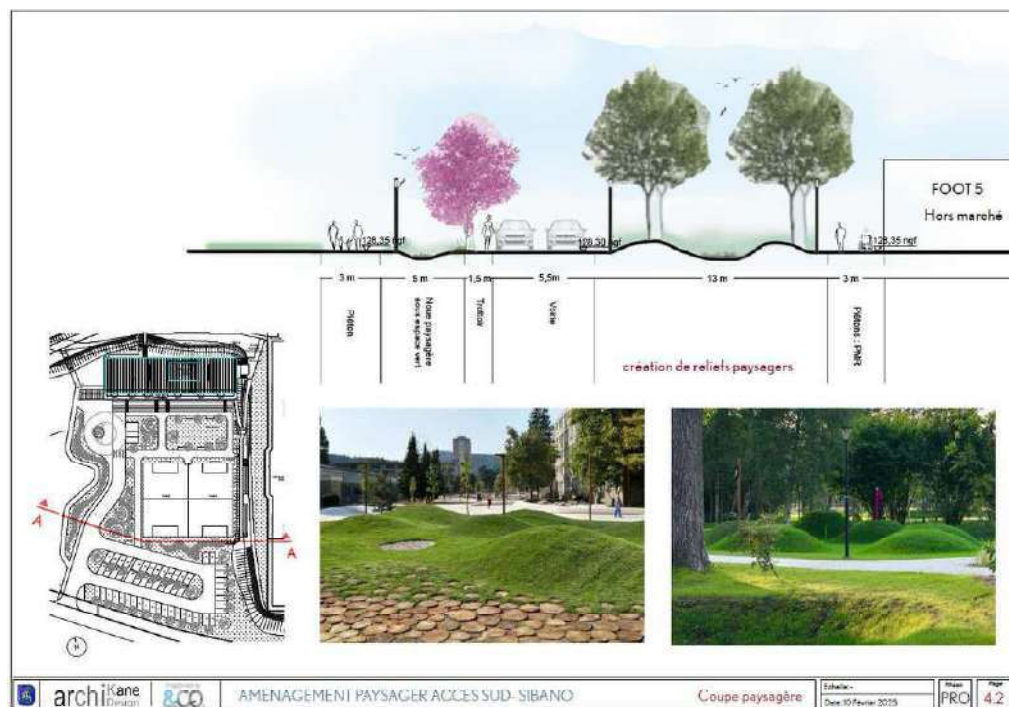 FOOT 5
Hors marché
128,35 ngf
128,30 ngf
128,35 ngf
3 m
5 m
1,5 m
5,5m
13 m
3 m
Piéton
Noue paysagère
sous espace vert
Trottoir
Voirie
Piétons : PMR
création de reliefs paysagers
A
A
N
archi Kane
Design
&CO
AMENAGEMENT PAYSAGER ACCES SUD- SIBANO
Coupe paysagère
Echelle: -
Date: 10 Février 2025
Phase
PRO
Page
4.2